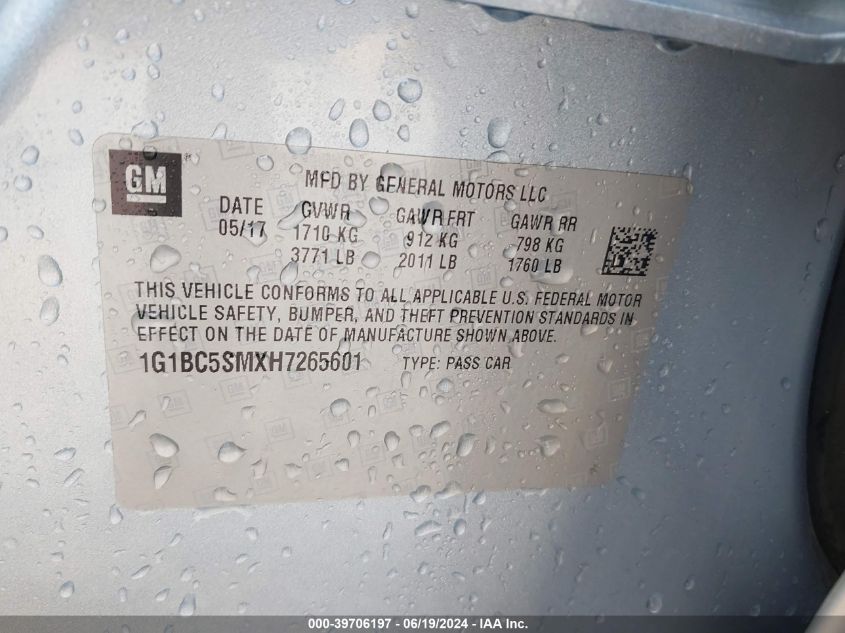 GM ®
MFD BY GENERAL MOTORS LLC
DATE GVWR GAWR FRT GAWR RR
05/17 1710 KG 912 KG 798 KG
3771 LB 2011 LB 1760 LB
THIS VEHICLE CONFORMS TO ALL APPLICABLE U.S. FEDERAL MOTOR
VEHICLE SAFETY, BUMPER, AND THEFT PREVENTION STANDARDS IN
EFFECT ON THE DATE OF MANUFACTURE SHOWN ABOVE.
1G1BC5SMXH7265601 TYPE: PASS CAR
000-39706197 - 06/19/2024 - IAA Inc.